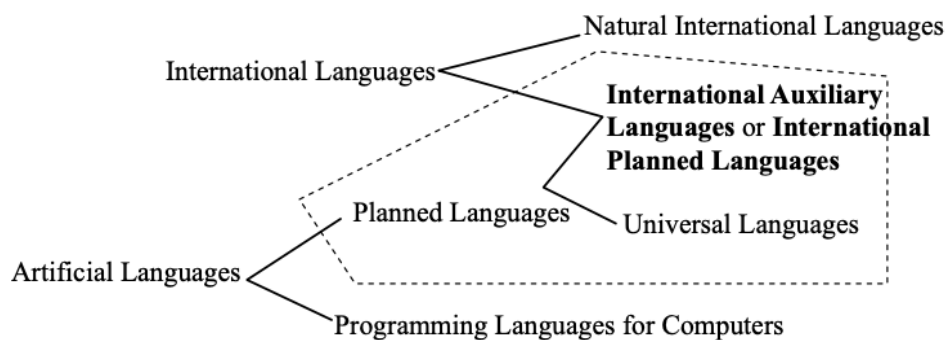 Natural International Languages
International Languages
International Auxiliary
Languages or International
Planned Languages
Planned Languages
Universal Languages
Artificial Languages
Programming Languages for Computers